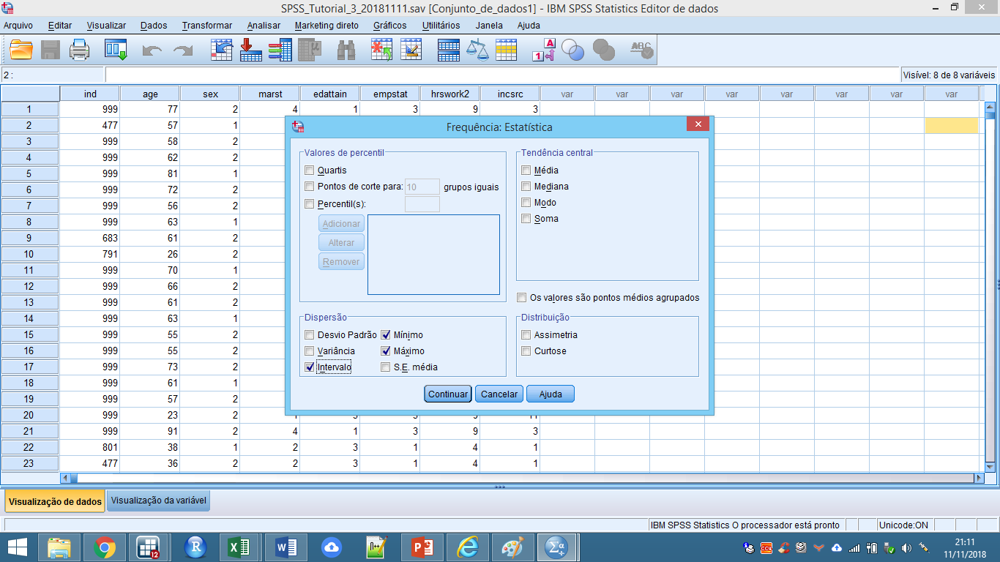 SPSS_Tutorial_3_20181111.sav [Conjunto_de_dados1] - IBM SPSS Statistics Editor de dados
Arquivo Editar Visualizar Dados Transformar Analisar Marketing direto Gráficos Utilitários Janela Ajuda
2 : Visível: 8 de 8 variáveis
ind age sex marst edattain empstat hrswork2 incsrc var var var var var var var var
1 999 77 2 4 1 3 9 3
2 477 57 1
3 999 58 2
4 999 62 2
5 999 81 1
6 999 72 2
7 999 56 2
8 999 63 1
9 683 61 2
10 791 26 2
11 999 70 1
12 999 66 2
13 999 61 2
14 999 63 1
15 999 55 2
16 999 55 2
17 999 73 2
18 999 61 1
19 999 57 2
20 999 23 2
21 999 91 2 4 1 3 9 3
22 801 38 1 2 3 1 4 1
23 477 36 2 2 3 1 4 1
Frequência: Estatística
Valores de percentil
Quartis
Pontos de corte para: 10 grupos iguais
Percentil(s):
Adicionar
Alterar
Remover
Tendência central
Média
Mediana
Modo
Soma
Os valores são pontos médios agrupados
Dispersão
Desvio Padrão Mínimo
Variância Máximo
Intervalo S.E. média
Distribuição
Assimetria
Curtose
Continuar Cancelar Ajuda
Visualização de dados Visualização da variável
IBM SPSS Statistics O processador está pronto Unicode:ON
21:11
11/11/2018